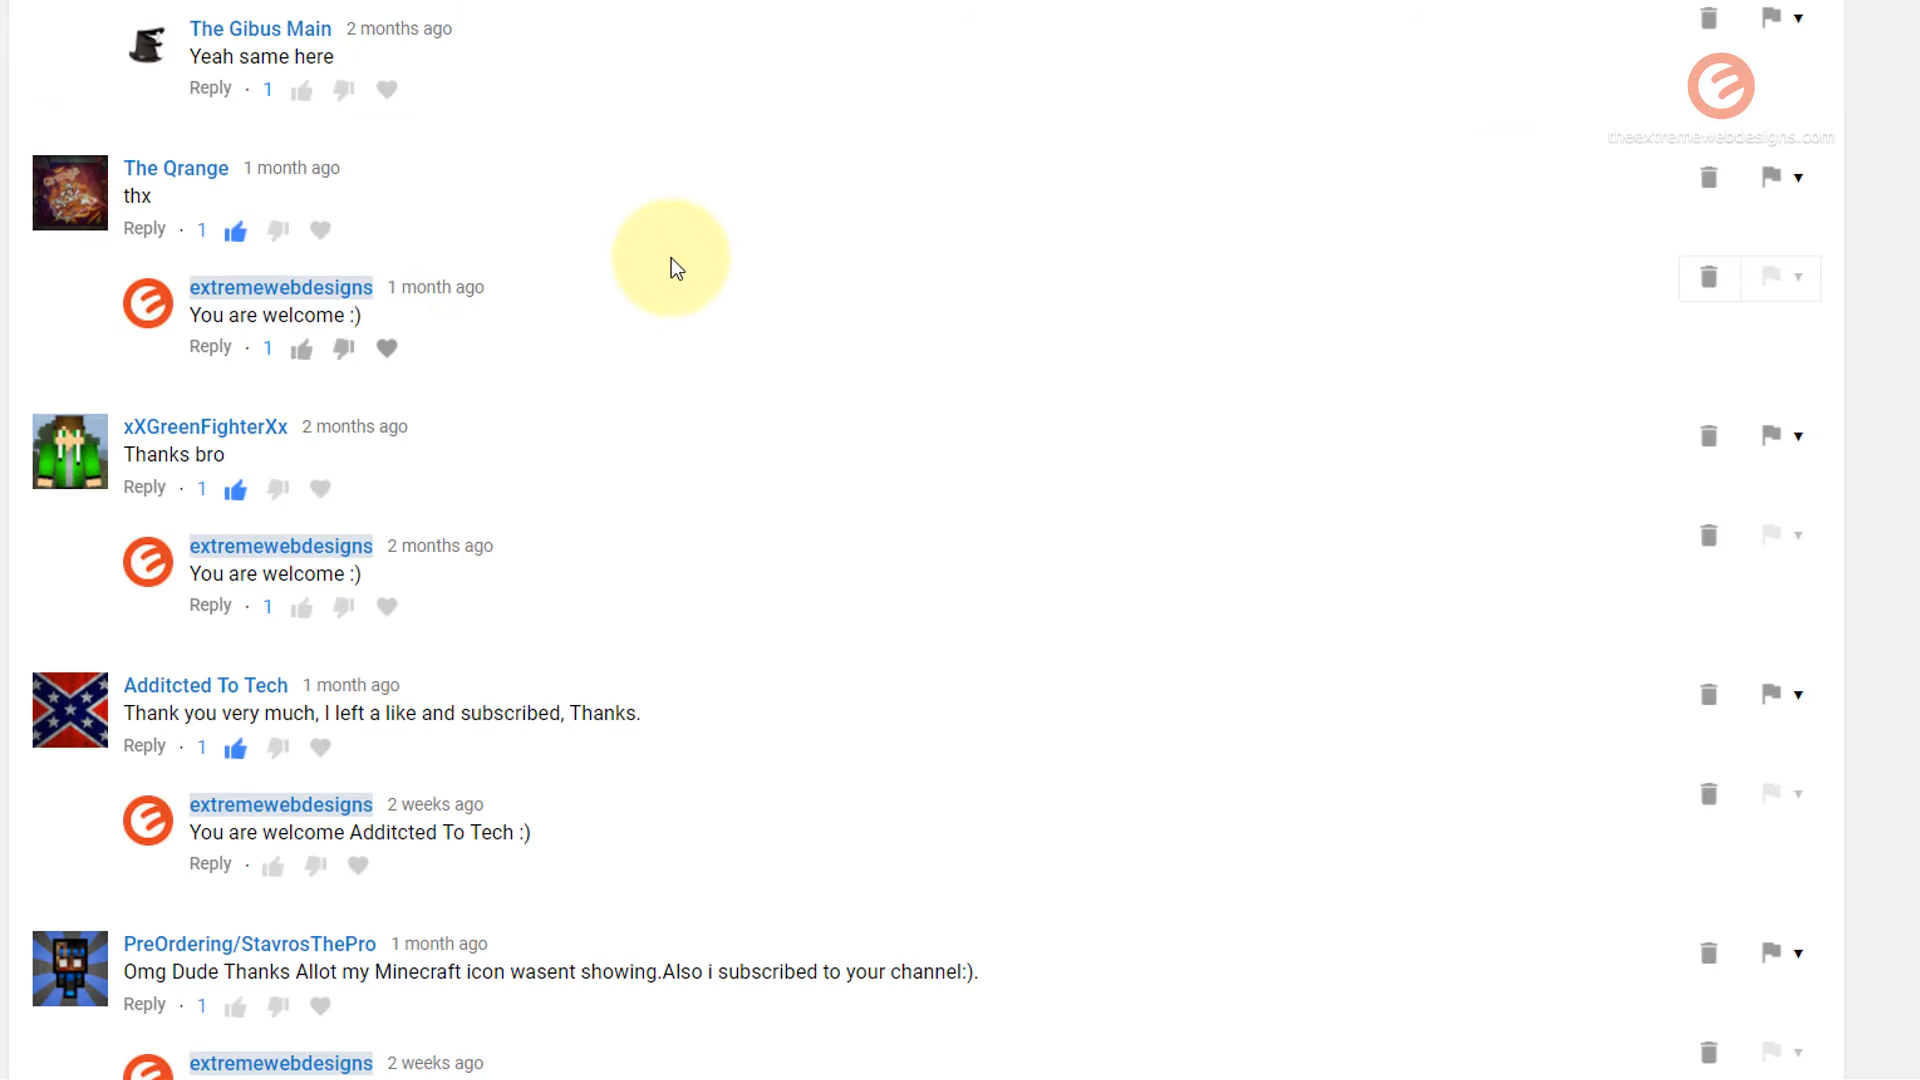 The Gibus Main 2 months ago
Yeah same here
Reply · 1
theextremewebdesigns.com
The Qrange 1 month ago
thx
Reply · 1
extremewebdesigns 1 month ago
You are welcome :)
Reply · 1
xXGreenFighterXx 2 months ago
Thanks bro
Reply · 1
extremewebdesigns 2 months ago
You are welcome :)
Reply · 1
Additcted To Tech 1 month ago
Thank you very much, I left a like and subscribed, Thanks.
Reply · 1
extremewebdesigns 2 weeks ago
You are welcome Additcted To Tech :)
Reply ·
PreOrdering/StavrosThePro 1 month ago
Omg Dude Thanks Allot my Minecraft icon wasent showing.Also i subscribed to your channel:).
Reply · 1
extremewebdesigns 2 weeks ago